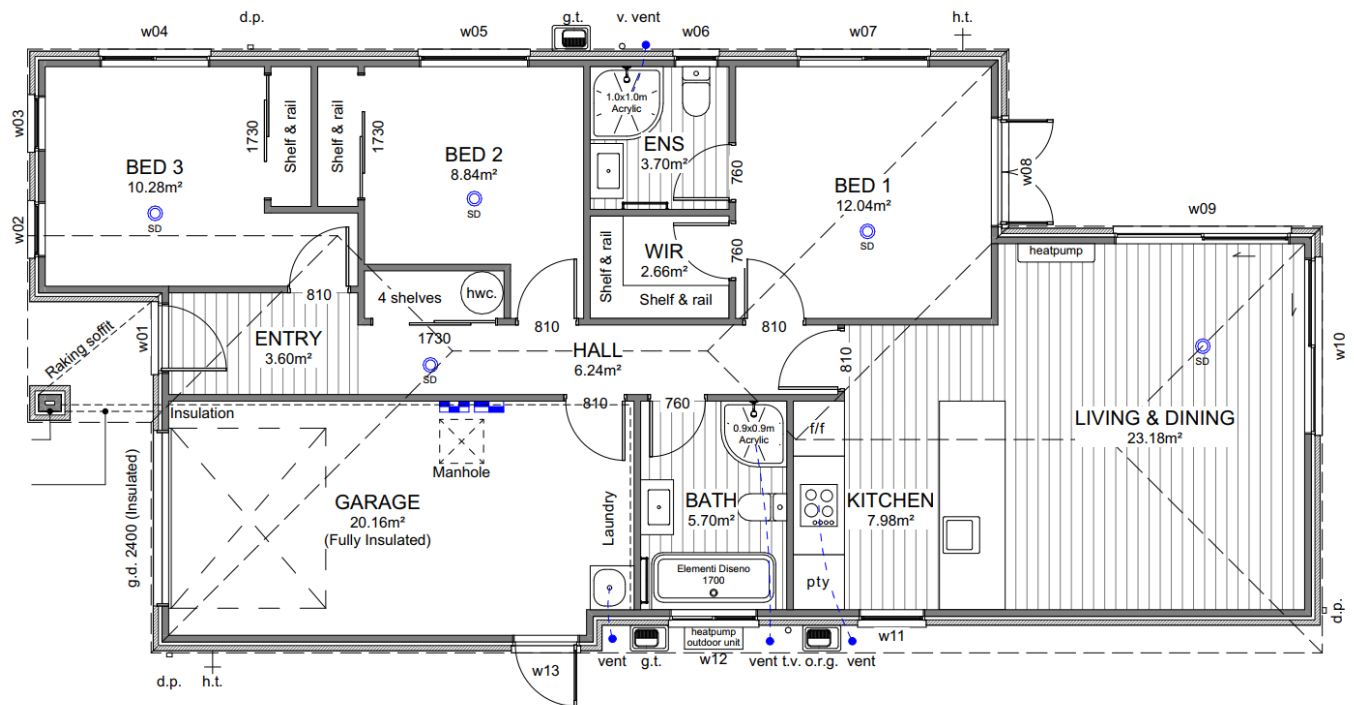 d.p.
g.t.
v. vent
h.t.
w04
w05
w06
w07
w03
w02
1730
Shelf & rail
Shelf & rail
1730
1.0x1.0m
Acrylic
ENS
3.70m²
760
BED 3
10.28m²
SD
BED 2
8.84m²
SD
BED 1
12.04m²
SD
w08
w09
heatpump
WIR
2.66m²
760
Shelf & rail
Shelf & rail
4 shelves
hwc.
810
1730
810
810
810
Raking soffit
w01
ENTRY
3.60m²
SD
HALL
6.24m²
SD
w10
Insulation
810
760
0.9x0.9m
Acrylic
f/f
LIVING & DINING
23.18m²
Manhole
g.d. 2400 (Insulated)
GARAGE
20.16m²
(Fully Insulated)
Laundry
BATH
5.70m²
KITCHEN
7.98m²
Elementi Diseno
1700
pty
d.p.
heatpump
outdoor unit
w11
d.p.
h.t.
w13
vent
g.t.
w12
vent
t.v.
o.r.g.
vent